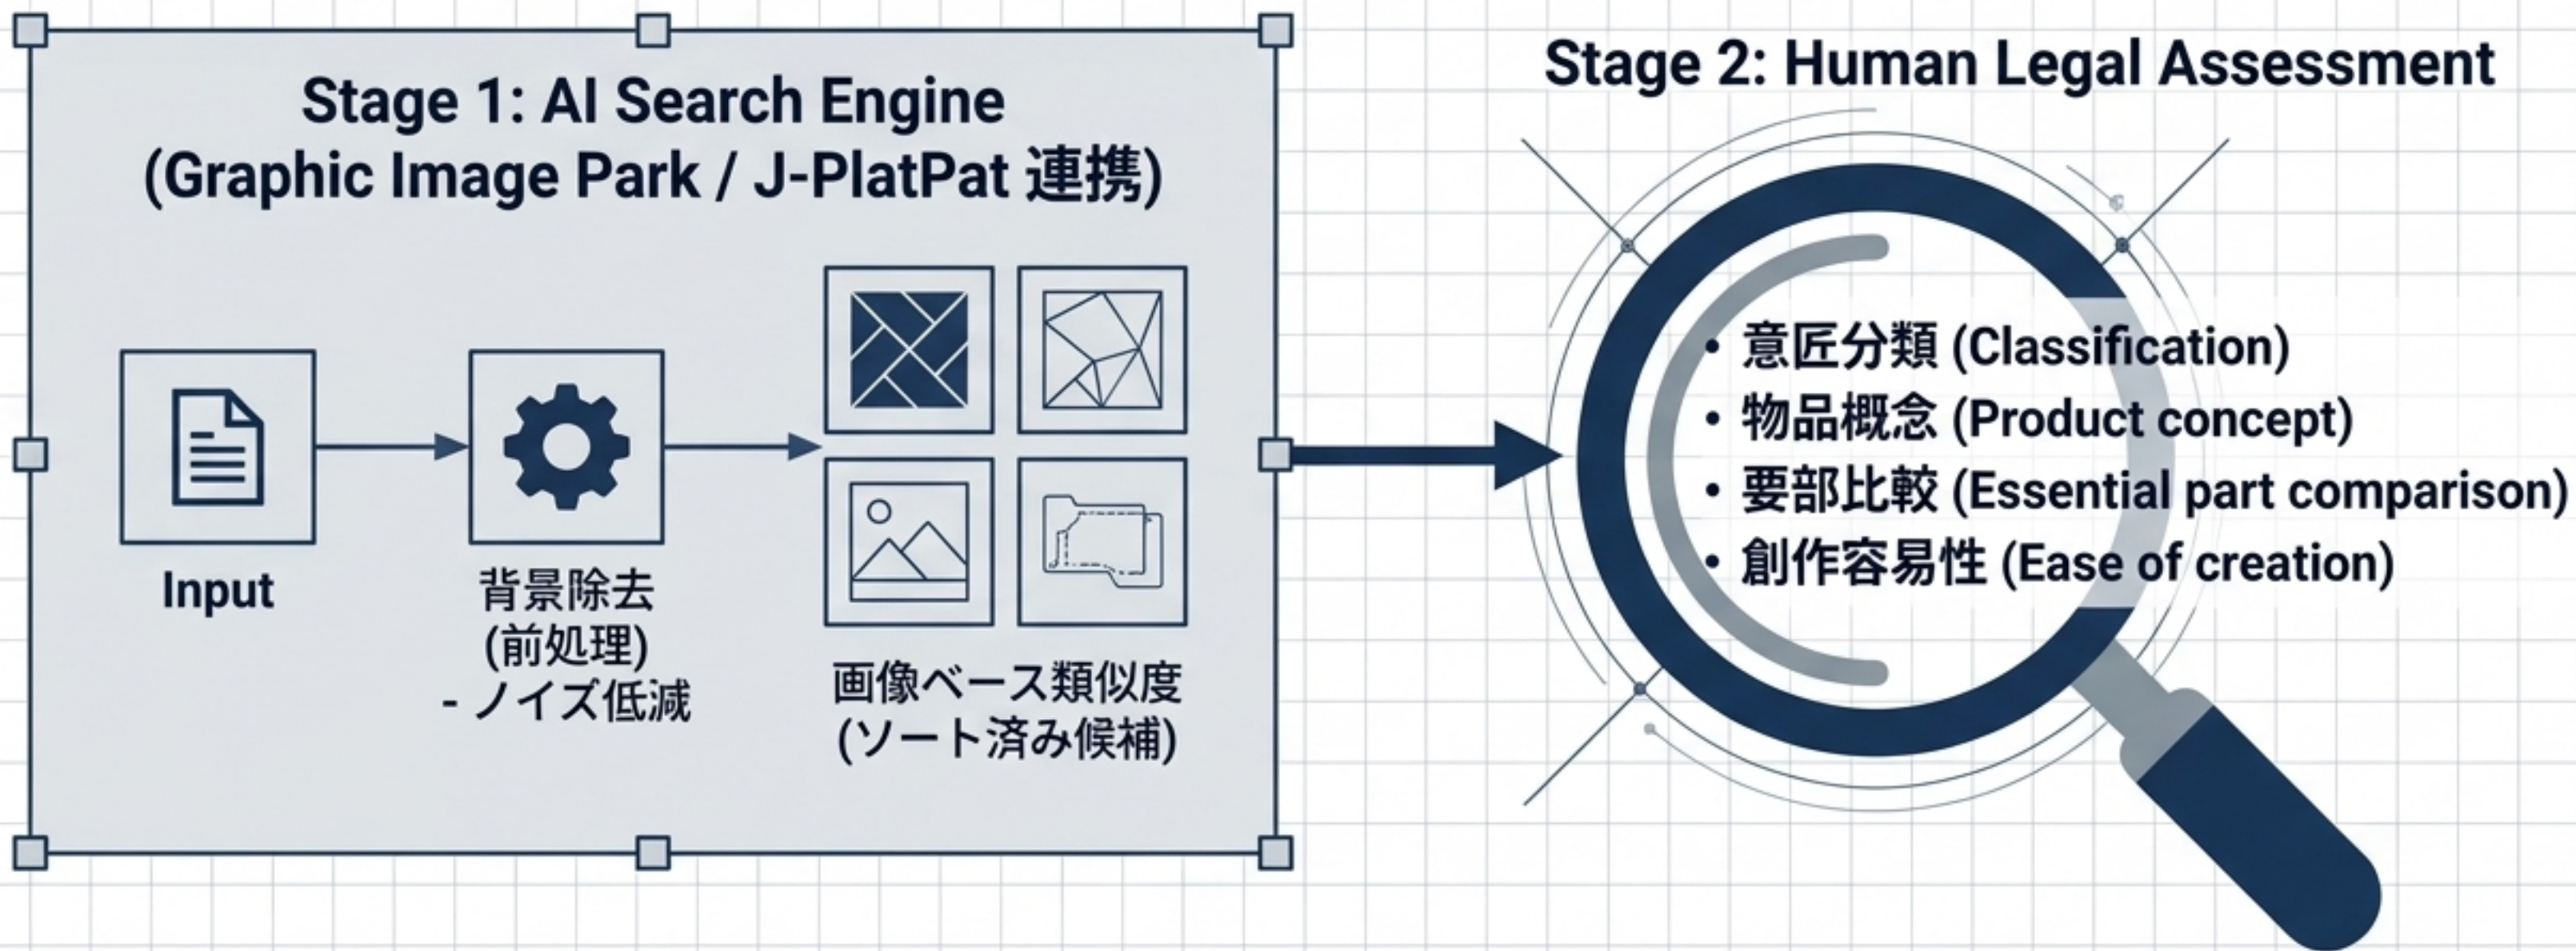 Stage 1: AI Search Engine
(Graphic Image Park / J-PlatPat 連携)
Input
背景除去
(前処理)
- ノイズ低減
画像ベース類似度
(ソート済み候補)
Stage 2: Human Legal Assessment
• 意匠分類 (Classification)
• 物品概念 (Product concept)
• 要部比較 (Essential part comparison)
• 創作容易性 (Ease of creation)